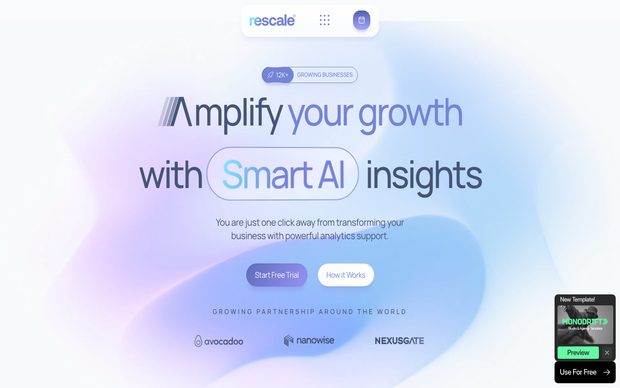 rescale
12K+ GROWING BUSINESSES
Amplify your growth
with Smart AI insights
You are just one click away from transforming your
business with powerful analytics support.
Start Free Trial How it Works
GROWING PARTNERSHIP AROUND THE WORLD
avocadoo nanowise NEXUSGATE
New Template!
MONODRIFT
Preview ×
Use For Free →